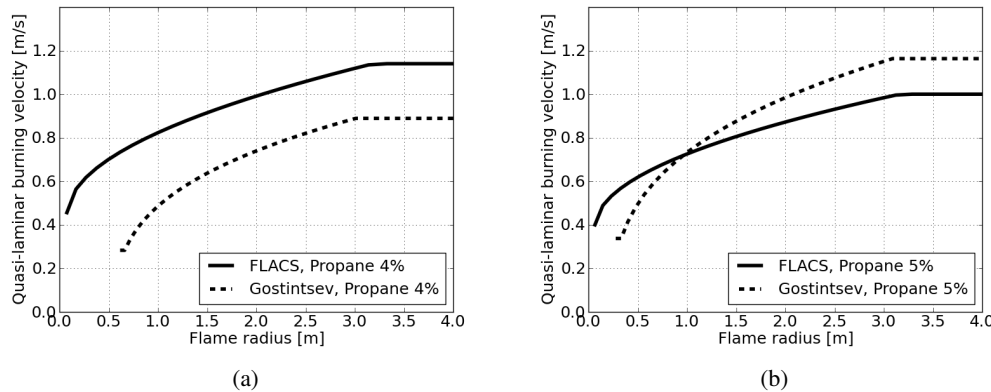 Quasi-laminar burning velocity [m/s]
1.2
1.0
0.8
0.6
0.4
0.2
0.0
0.0 0.5 1.0 1.5 2.0 2.5 3.0 3.5 4.0
Flame radius [m]
FLACS, Propane 4%
Gostintsev, Propane 4%
(a)
Quasi-laminar burning velocity [m/s]
1.2
1.0
0.8
0.6
0.4
0.2
0.0
0.0 0.5 1.0 1.5 2.0 2.5 3.0 3.5 4.0
Flame radius [m]
FLACS, Propane 5%
Gostintsev, Propane 5%
(b)